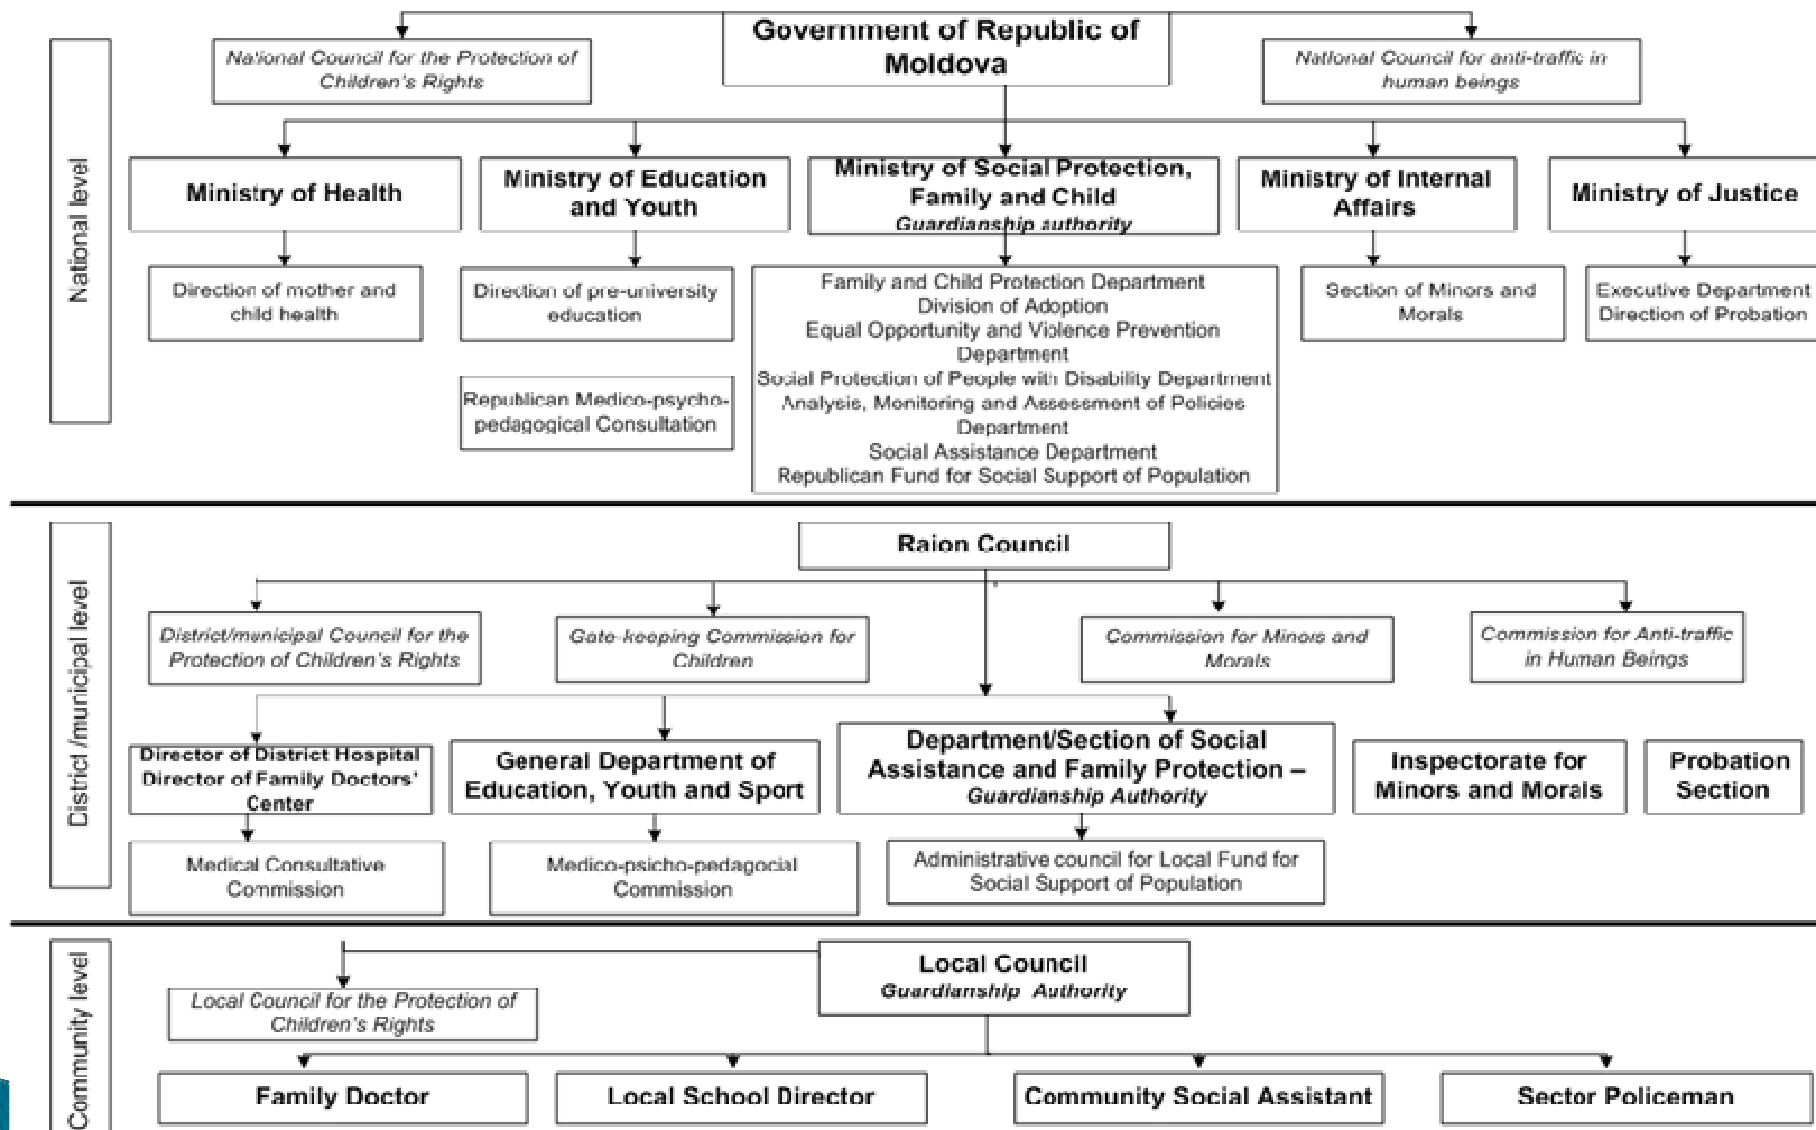 National level
Government of Republic of
Moldova
National Council for the Protection of
Children's Rights
National Council for anti-traffic in
human beings
Ministry of Health
Ministry of Education
and Youth
Ministry of Social Protection,
Family and Child
Guardianship authority
Ministry of Internal
Affairs
Ministry of Justice
Direction of mother and
child health
Direction of pre-university
education
Republican Medico-psycho-
pedagogical Consultation
Family and Child Protection Department
Division of Adoption
Equal Opportunity and Violence Prevention
Department
Social Protection of People with Disability Department
Analysis, Monitoring and Assessment of Policies
Department
Social Assistance Department
Republican Fund for Social Support of Population
Section of Minors and
Morals
Executive Department
Direction of Probation
District /municipal level
Raion Council
District/municipal Council for the
Protection of Children's Rights
Gate-keeping Commission for
Children
Commission for Minors and
Morals
Commission for Anti-traffic
in Human Beings
Director of District Hospital
Director of Family Doctors'
Center
General Department of
Education, Youth and Sport
Department/Section of Social
Assistance and Family Protection –
Guardianship Authority
Inspectorate for
Minors and Morals
Probation
Section
Medical Consultative
Commission
Medico-psicho-pedagocial
Commission
Administrative council for Local Fund for
Social Support of Population
Community level
Local Council
Guardianship Authority
Local Council for the Protection of
Children's Rights
Family Doctor
Local School Director
Community Social Assistant
Sector Policeman